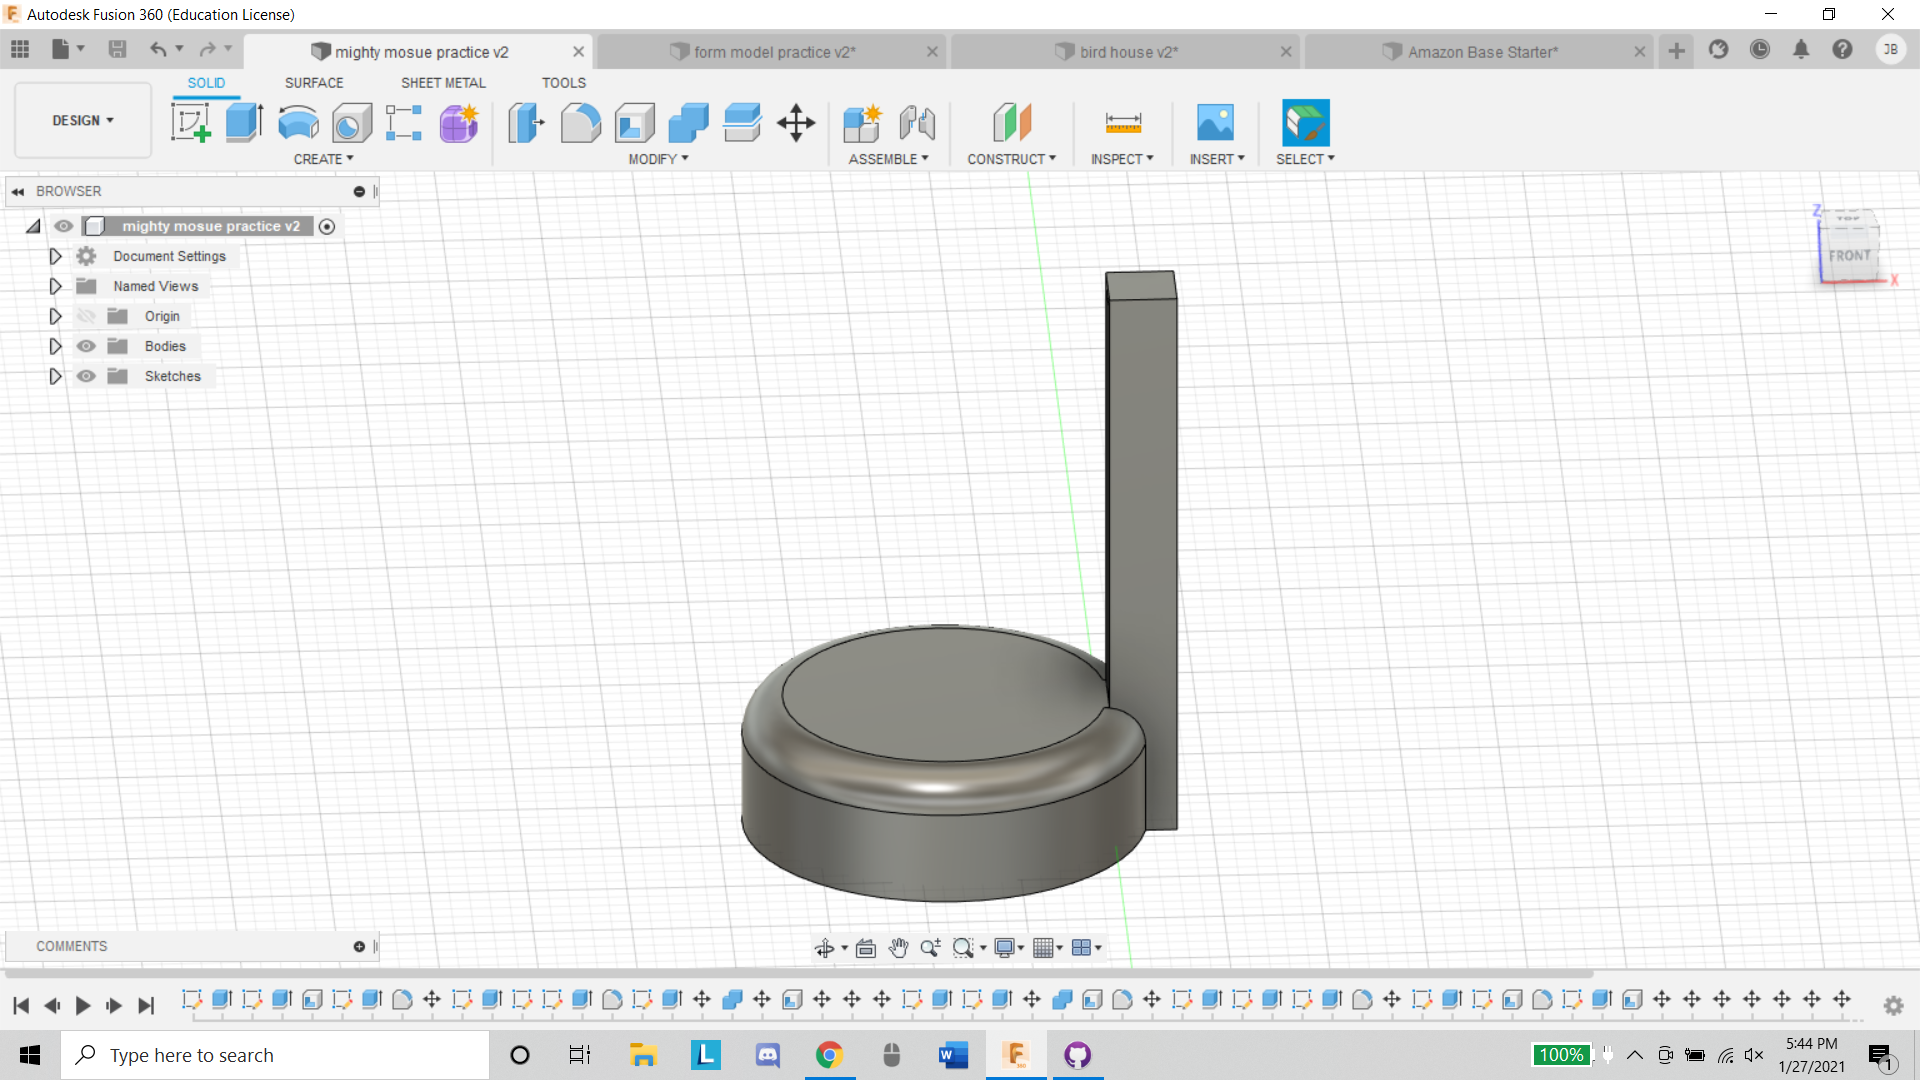 Autodesk Fusion 360 (Education License)
mighty mosue practice v2
form model practice v2*
bird house v2*
Amazon Base Starter*
JB
SOLID
SURFACE
SHEET METAL
TOOLS
DESIGN
CREATE
MODIFY
ASSEMBLE
CONSTRUCT
INSPECT
INSERT
SELECT
BROWSER
mighty mosue practice v2
Document Settings
Named Views
Origin
Bodies
Sketches
Z
TOP
FRONT
X
COMMENTS
Type here to search
100%
5:44 PM
1/27/2021
1